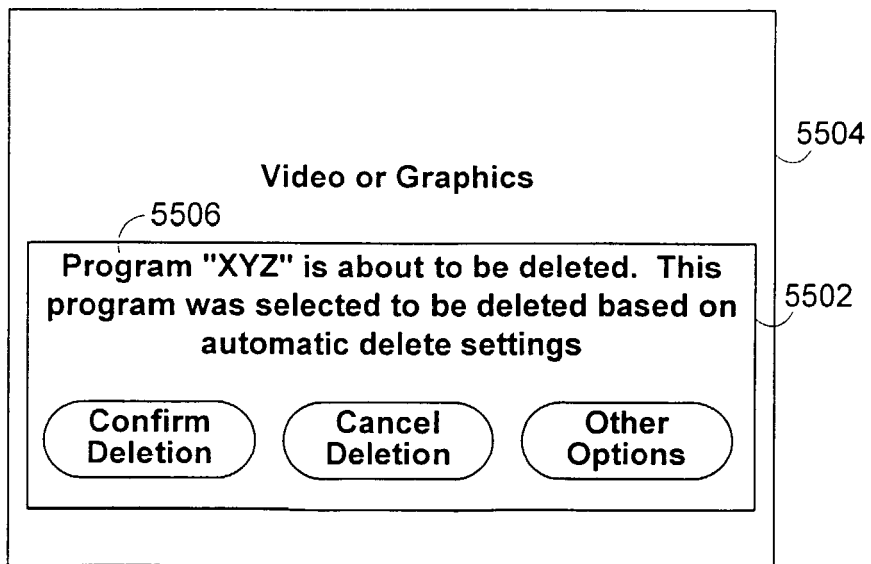 5504
Video or Graphics
5506
Program "XYZ" is about to be deleted. This
program was selected to be deleted based on
automatic delete settings
5502
Confirm
Deletion
Cancel
Deletion
Other
Options